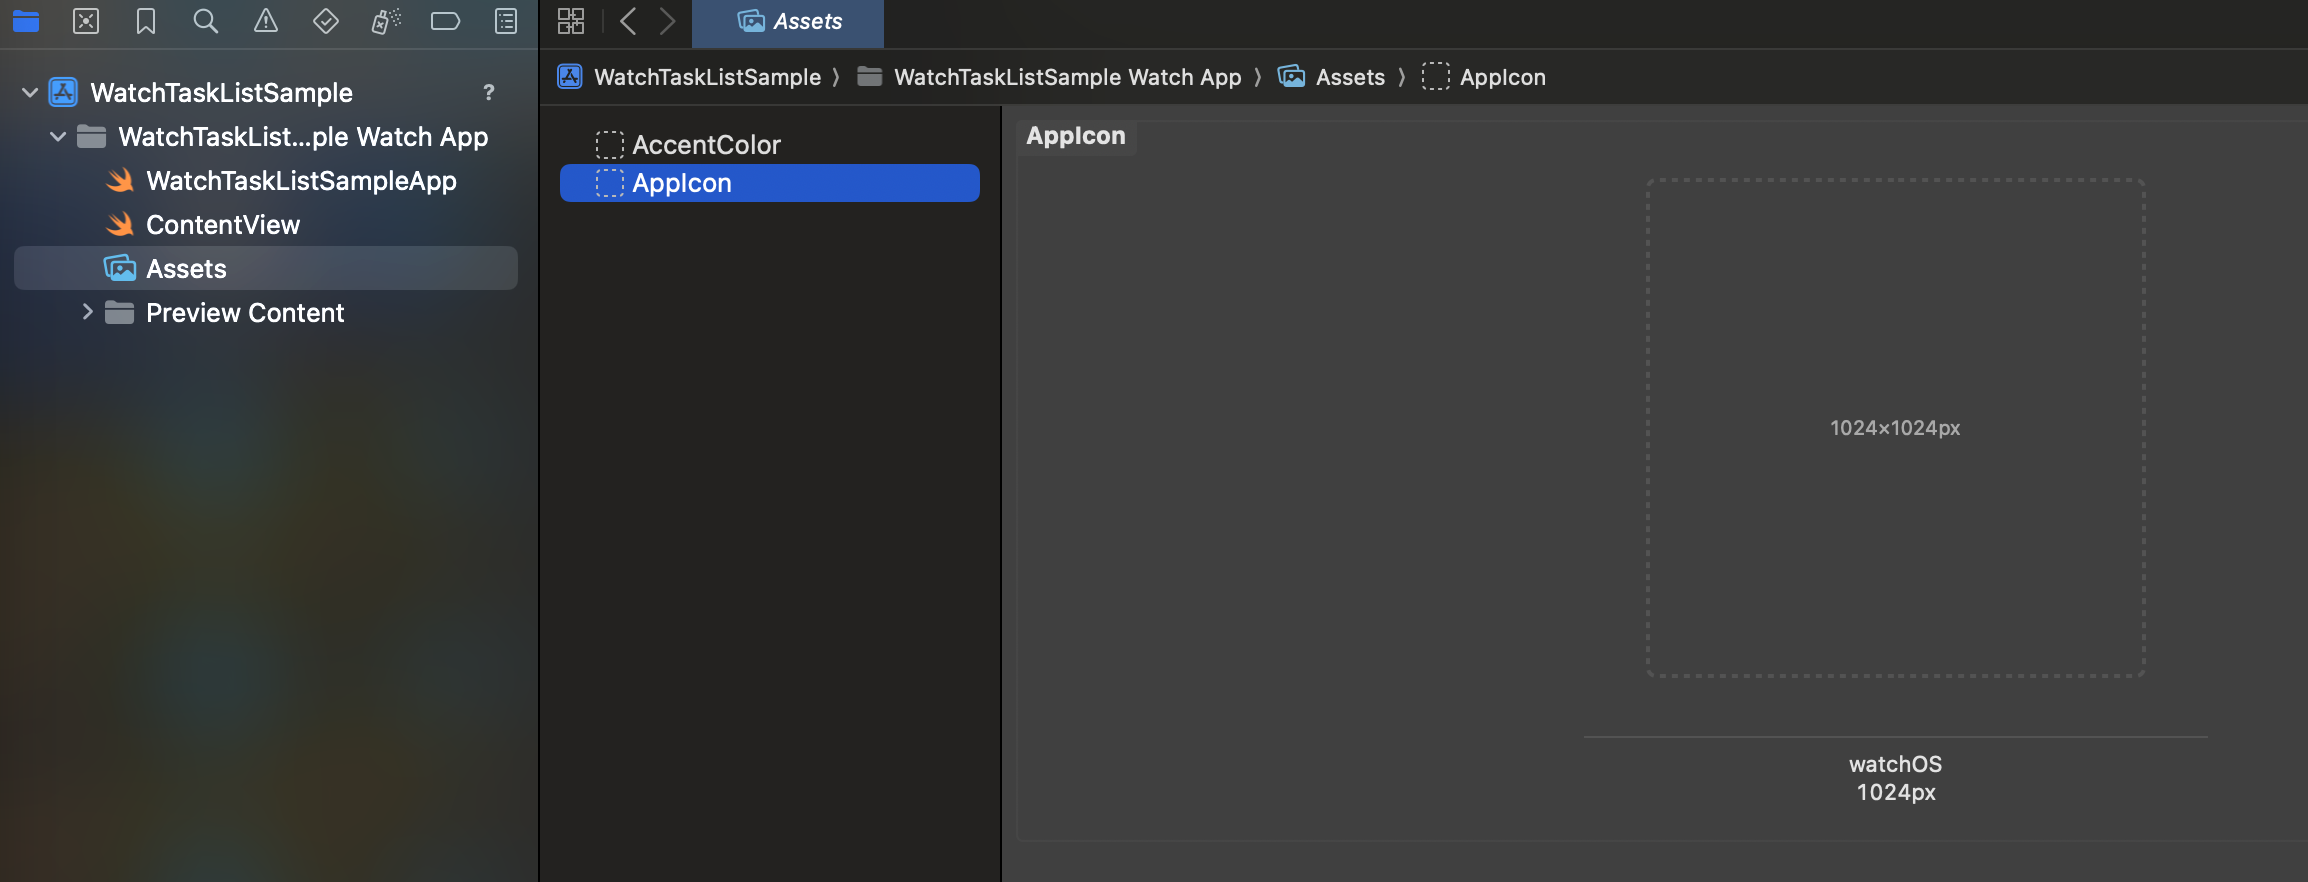 Assets
WatchTaskListSample 〉 WatchTaskListSample Watch App 〉 Assets 〉 AppIcon
WatchTaskListSample ?
WatchTaskList...ple Watch App
WatchTaskListSampleApp
ContentView
Assets
Preview Content
AccentColor
AppIcon
AppIcon
1024×1024px
watchOS
1024px